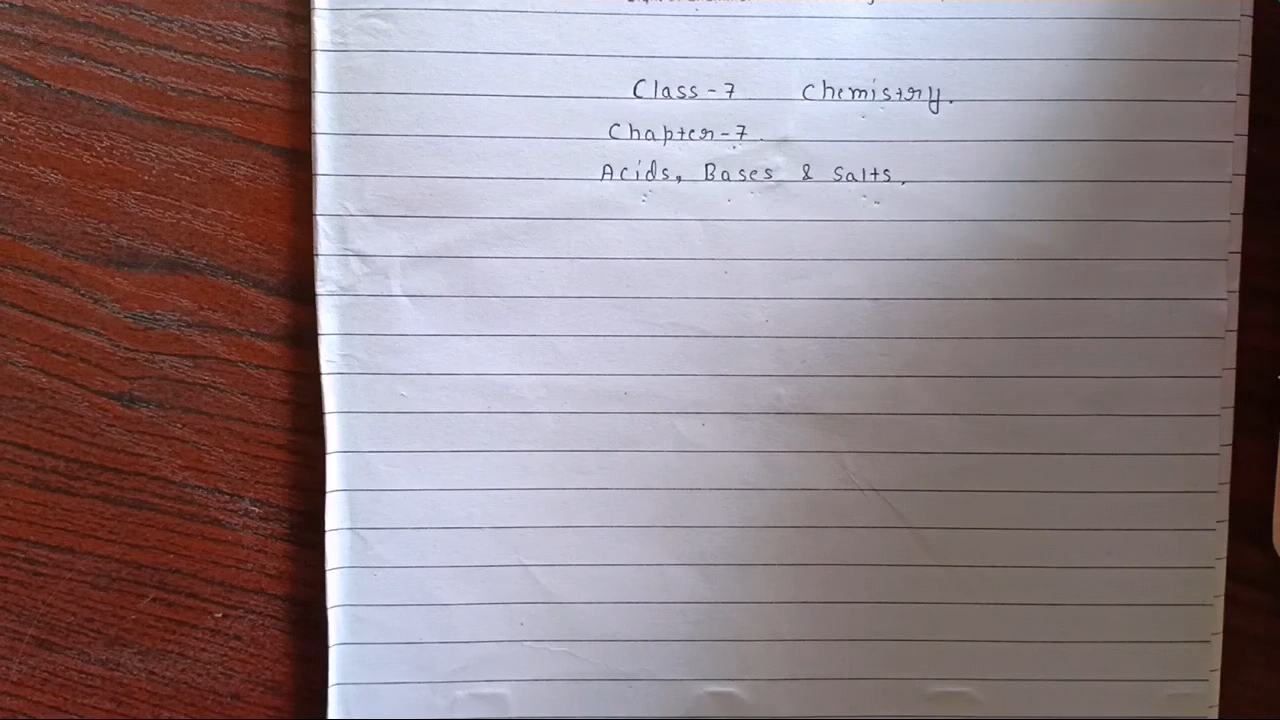 Class-7 Chemistry.
Chapter-7.
Acids, Bases & Salts.